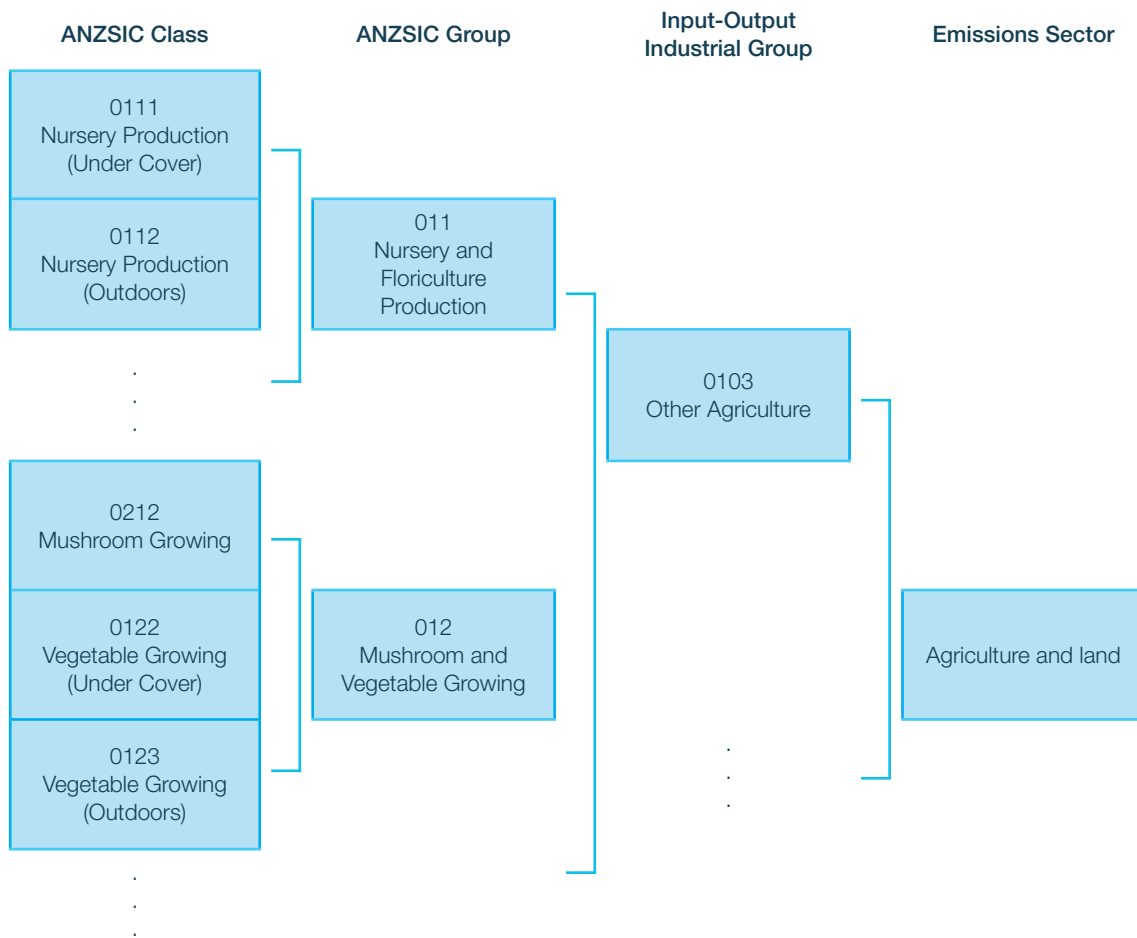 ANZSIC Class
ANZSIC Group
Input-Output
Industrial Group
Emissions Sector
0111
Nursery Production
(Under Cover)
0112
Nursery Production
(Outdoors)
.
.
.
0212
Mushroom Growing
0122
Vegetable Growing
(Under Cover)
0123
Vegetable Growing
(Outdoors)
.
.
.
011
Nursery and
Floriculture
Production
012
Mushroom and
Vegetable Growing
0103
Other Agriculture
.
.
.
Agriculture and land